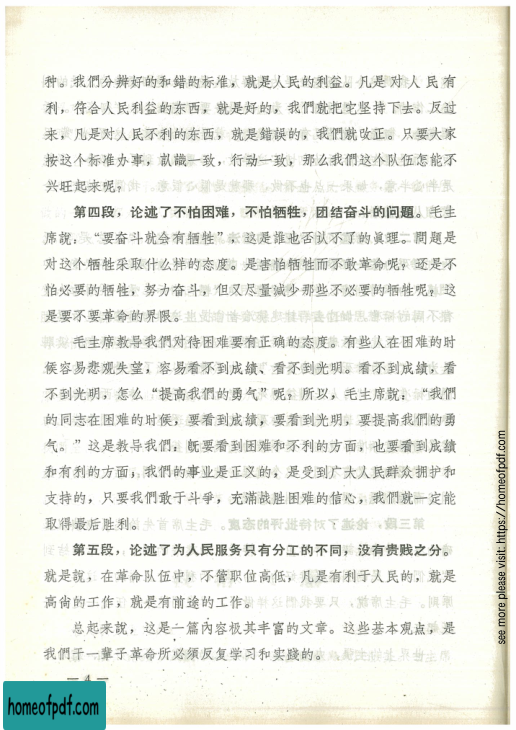 种。我們分辨好的和錯的标准，就是人民的利益。凡是对人民有
利，符合人民利益的东西，就是好的，我們就把它坚持下去。反过
来，凡是对人民不利的东西，就是錯誤的，我們就改正。只要大家
按这个标准办事，認識一致，行动一致，那么我們这个队伍怎能不
兴旺起来呢？
第四段，论述了不怕困难，不怕牺牲，团结奋斗的問題。毛主
席說：“要奋斗就会有牺牲”，这是誰也否认不了的真理。問題是
对这个牺牲采取什么样的态度。是害怕牺牲而不敢革命呢？还是不
怕必要的牺牲，努力奋斗，但又尽量减少那些不必要的牺牲呢？这
是要不要革命的界限。
毛主席教导我們对待困难要有正确的态度。有些人在困难的时
候容易悲观失望，容易看不到成績、看不到光明。看不到成績，看
不到光明，怎么“提高我們的勇气”呢？所以，毛主席說：“我們
的同志在困难的时候，要看到成績，要看到光明，要提高我們的勇
气。”这是教导我們：既要看到困难和不利的方面，也要看到成績
和有利的方面，我們的事业是正义的，是受到广大人民群众拥护和
支持的，只要我們敢于斗爭，充滿战胜困难的信心，我們就一定能
取得最后胜利。
第五段，论述了为人民服务只有分工的不同，没有贵贱之分。
就是說，在革命队伍中，不管职位高低，凡是有利于人民的，就是
高尙的工作，就是有前途的工作。
总起来說，这是一篇內容极其丰富的文章。这些基本观点，是
我們干一辈子革命所必須反复学习和实践的。
— 4 —
homeofpdf.com
see more please visit: https://homeofpdf.com